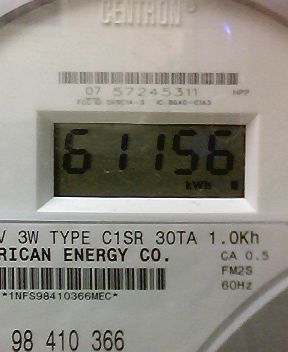 CENTRON®
07 57245311 HPP
61156
kWh
V 3W TYPE C1SR 30TA 1.0Kh
RICAN ENERGY CO. CA 0.5
FM2S
*1NFS98410366MEC* 60Hz
98 410 366